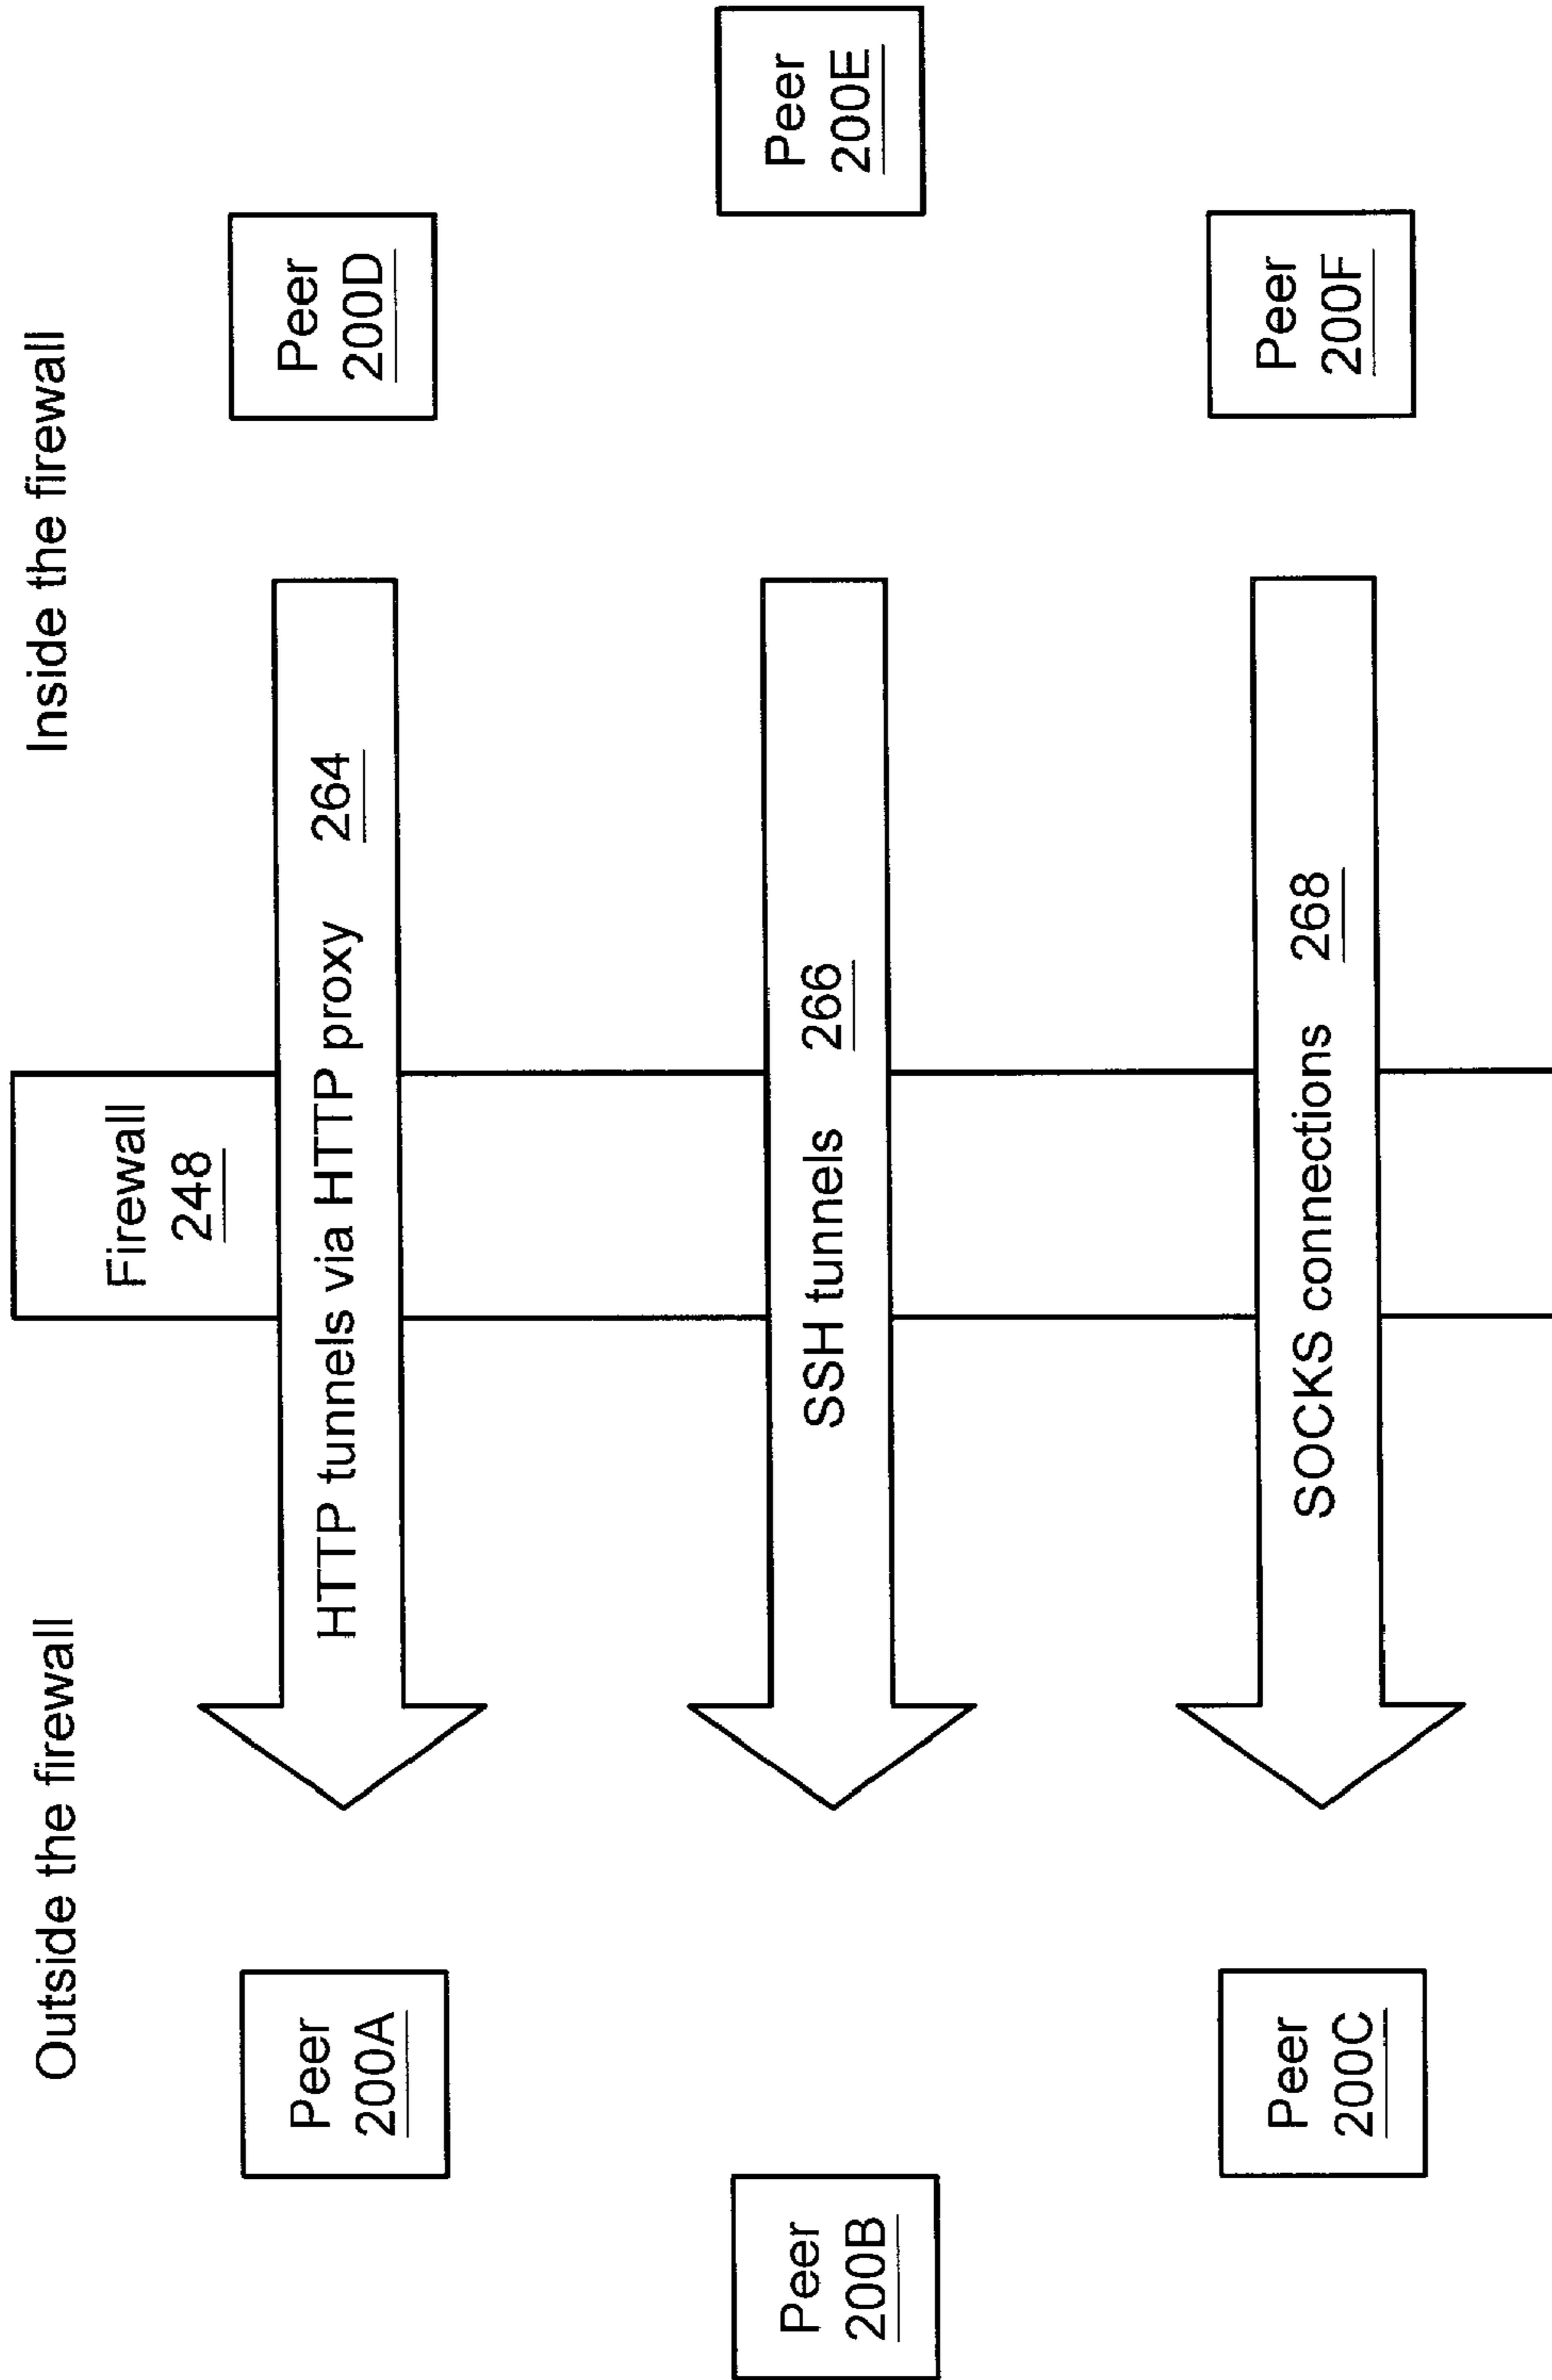 Outside the firewall
Inside the firewall
Firewall
248
Peer
200A
HTTP tunnels via HTTP proxy 264
Peer
200D
Peer
200B
SSH tunnels 266
Peer
200E
Peer
200C
SOCKS connections 268
Peer
200F